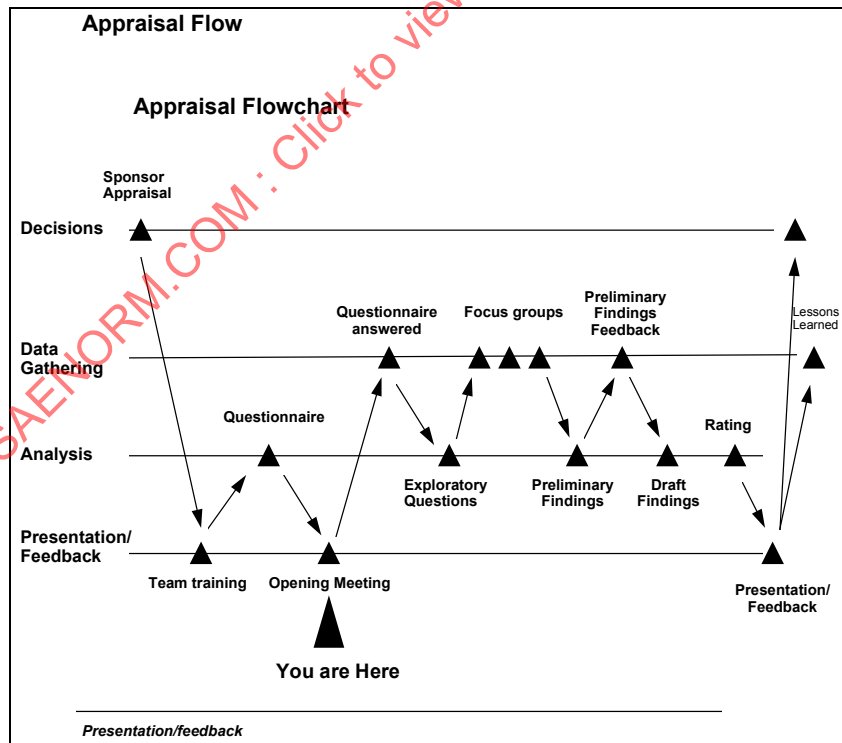 Appraisal Flow
Appraisal Flowchart
SAENORM.COM : Click to view
Sponsor
Appraisal
Decisions
Questionnaire
answered
Focus groups
Preliminary
Findings
Feedback
Lessons
Learned
Data
Gathering
Questionnaire
Rating
Analysis
Exploratory
Questions
Preliminary
Findings
Draft
Findings
Presentation/
Feedback
Team training
Opening Meeting
Presentation/
Feedback
You are Here
Presentation/feedback